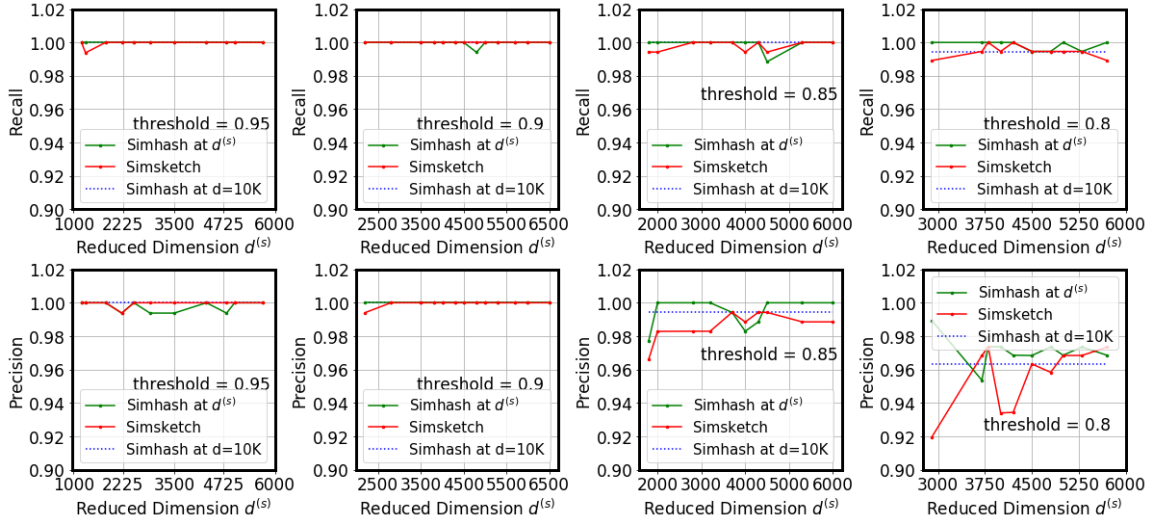 1.02
1.00
0.98
0.96
0.94
0.92
0.90
Recall
threshold = 0.95
Simhash at d^(s)
Simsketch
Simhash at d=10K
1000 2225 3500 4725 6000
Reduced Dimension d^(s)
1.02
1.00
0.98
0.96
0.94
0.92
0.90
Recall
threshold = 0.9
Simhash at d^(s)
Simsketch
Simhash at d=10K
2500 3500 4500 5500 6500
Reduced Dimension d^(s)
1.02
1.00
0.98
0.96
0.94
0.92
0.90
Recall
threshold = 0.85
Simhash at d^(s)
Simsketch
Simhash at d=10K
2000 3000 4000 5000 6000
Reduced Dimension d^(s)
1.02
1.00
0.98
0.96
0.94
0.92
0.90
Recall
threshold = 0.8
Simhash at d^(s)
Simsketch
Simhash at d=10K
3000 3750 4500 5250 6000
Reduced Dimension d^(s)
1.02
1.00
0.98
0.96
0.94
0.92
0.90
Precision
threshold = 0.95
Simhash at d^(s)
Simsketch
Simhash at d=10K
1000 2225 3500 4725 6000
Reduced Dimension d^(s)
1.02
1.00
0.98
0.96
0.94
0.92
0.90
Precision
threshold = 0.9
Simhash at d^(s)
Simsketch
Simhash at d=10K
2500 3500 4500 5500 6500
Reduced Dimension d^(s)
1.02
1.00
0.98
0.96
0.94
0.92
0.90
Precision
threshold = 0.85
Simhash at d^(s)
Simsketch
Simhash at d=10K
2000 3000 4000 5000 6000
Reduced Dimension d^(s)
1.02
1.00
0.98
0.96
0.94
0.92
0.90
Precision
Simhash at d^(s)
Simsketch
Simhash at d=10K
threshold = 0.8
3000 3750 4500 5250 6000
Reduced Dimension d^(s)